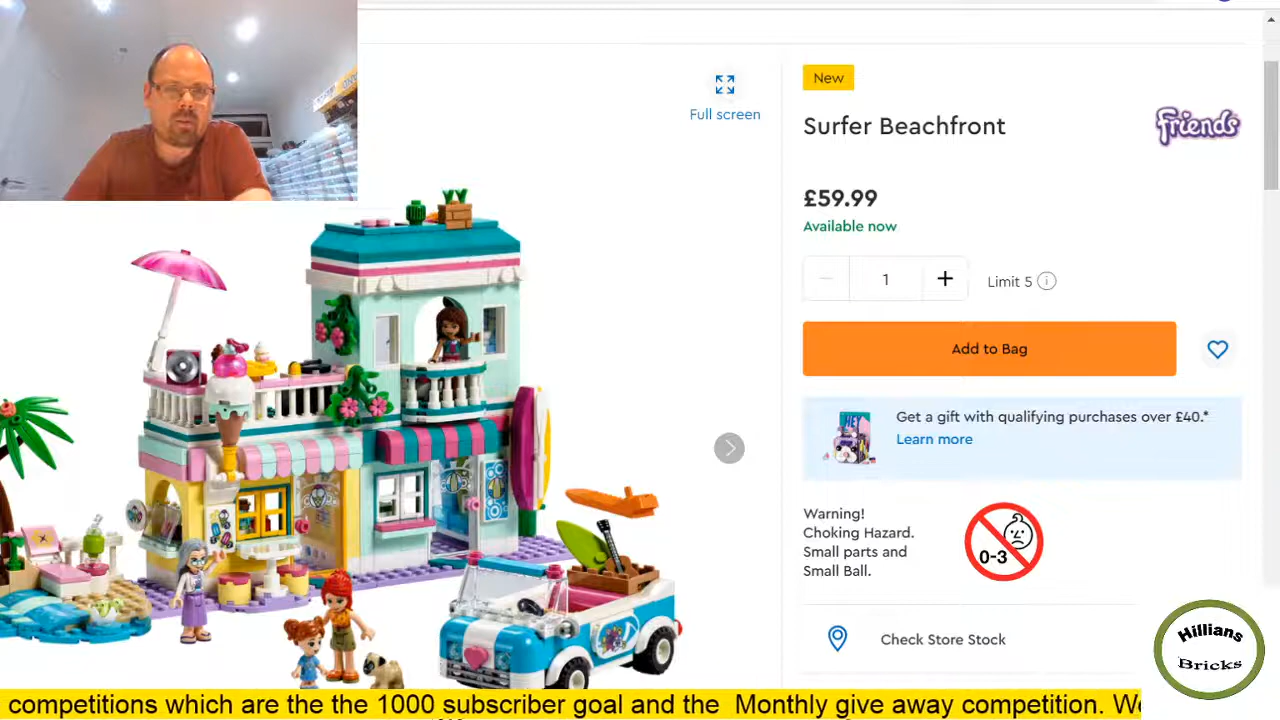 New
Full screen
Surfer Beachfront
friends
£59.99
Available now
1
Limit 5
Add to Bag
Get a gift with qualifying purchases over £40.*
Learn more
HEY
Warning!
Choking Hazard.
Small parts and
Small Ball.
0-3
Check Store Stock
Hillians
Bricks
competitions which are the the 1000 subscriber goal and the Monthly give away competition.